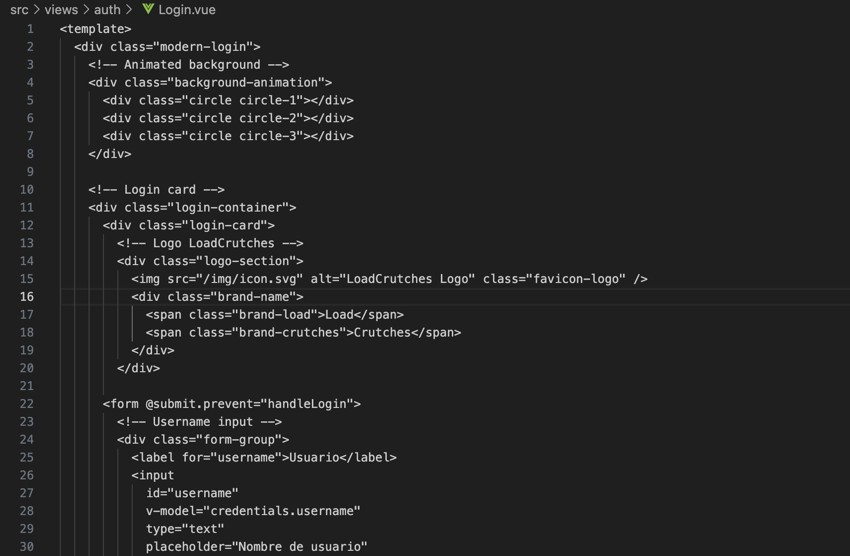 src > views > auth > Login.vue
1 <template>
2 <div class="modern-login">
3 <!-- Animated background -->
4 <div class="background-animation">
5 <div class="circle circle-1"></div>
6 <div class="circle circle-2"></div>
7 <div class="circle circle-3"></div>
8 </div>
9
10 <!-- Login card -->
11 <div class="login-container">
12 <div class="login-card">
13 <!-- Logo LoadCrutches -->
14 <div class="logo-section">
15 <img src="/img/icon.svg" alt="LoadCrutches Logo" class="favicon-logo" />
16 <div class="brand-name">
17 <span class="brand-load">Load</span>
18 <span class="brand-crutches">Crutches</span>
19 </div>
20 </div>
21
22 <form @submit.prevent="handleLogin">
23 <!-- Username input -->
24 <div class="form-group">
25 <label for="username">Usuario</label>
26 <input
27 id="username"
28 v-model="credentials.username"
29 type="text"
30 placeholder="Nombre de usuario"